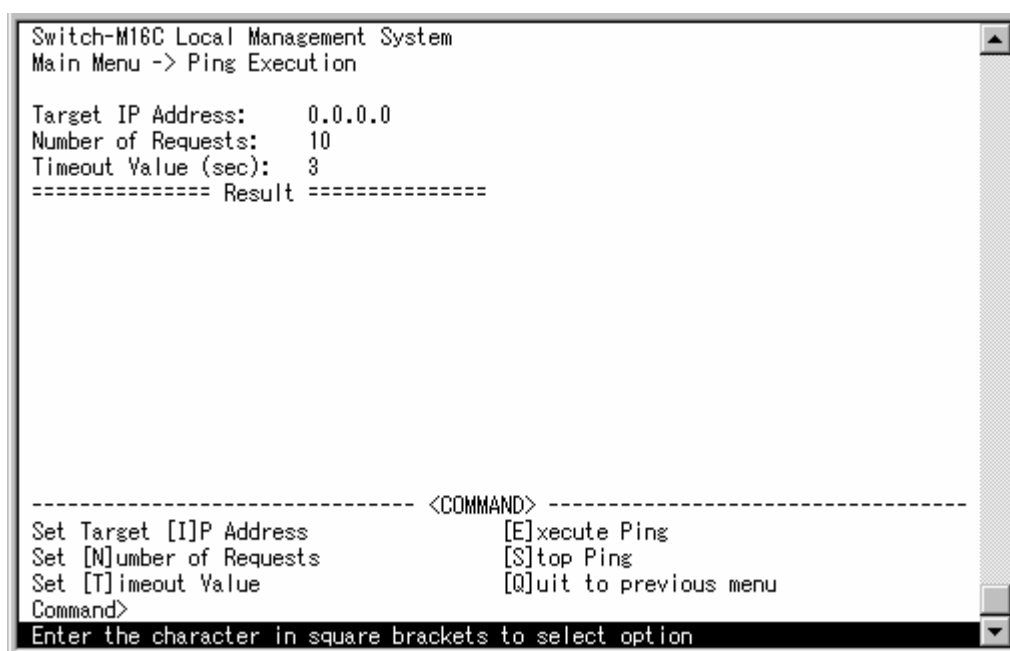 Switch-M16C Local Management System
Main Menu -> Ping Execution
Target IP Address: 0.0.0.0
Number of Requests: 10
Timeout Value (sec): 3
=============== Result ===============
-------------------------------- <COMMAND> -----------------------------------
Set Target [I]P Address [E]xecute Ping
Set [N]umber of Requests [S]top Ping
Set [T]imeout Value [Q]uit to previous menu
Command>
Enter the character in square brackets to select option